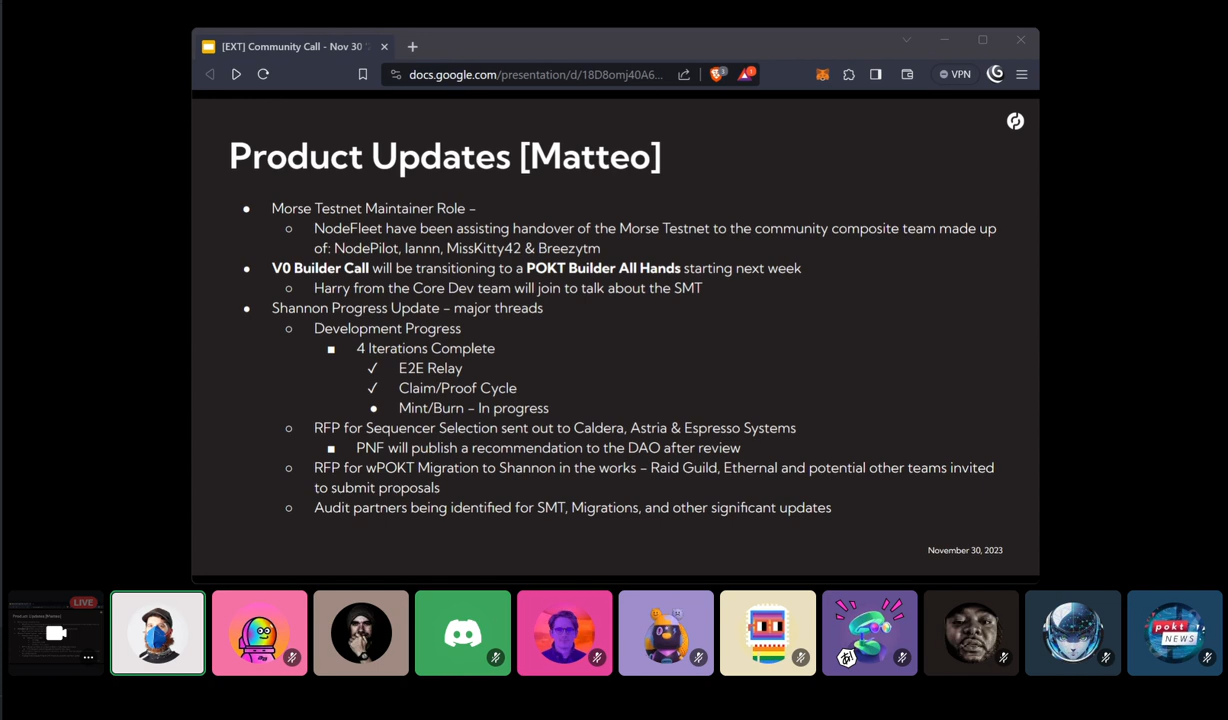 [EXT] Community Call - Nov 30 '
docs.google.com/presentation/d/18D8omj40A6...
VPN
Product Updates [Matteo]
● Morse Testnet Maintainer Role –
○ NodeFleet have been assisting handover of the Morse Testnet to the community composite team made up
of: NodePilot, Iannn, MissKitty42 & Breezytm
● V0 Builder Call will be transitioning to a POKT Builder All Hands starting next week
○ Harry from the Core Dev team will join to talk about the SMT
● Shannon Progress Update – major threads
○ Development Progress
■ 4 Iterations Complete
✓ E2E Relay
✓ Claim/Proof Cycle
● Mint/Burn – In progress
○ RFP for Sequencer Selection sent out to Caldera, Astria & Espresso Systems
■ PNF will publish a recommendation to the DAO after review
○ RFP for wPOKT Migration to Shannon in the works – Raid Guild, Ethernal and potential other teams invited
to submit proposals
○ Audit partners being identified for SMT, Migrations, and other significant updates
November 30, 2023
LIVE
pokt
NEWS